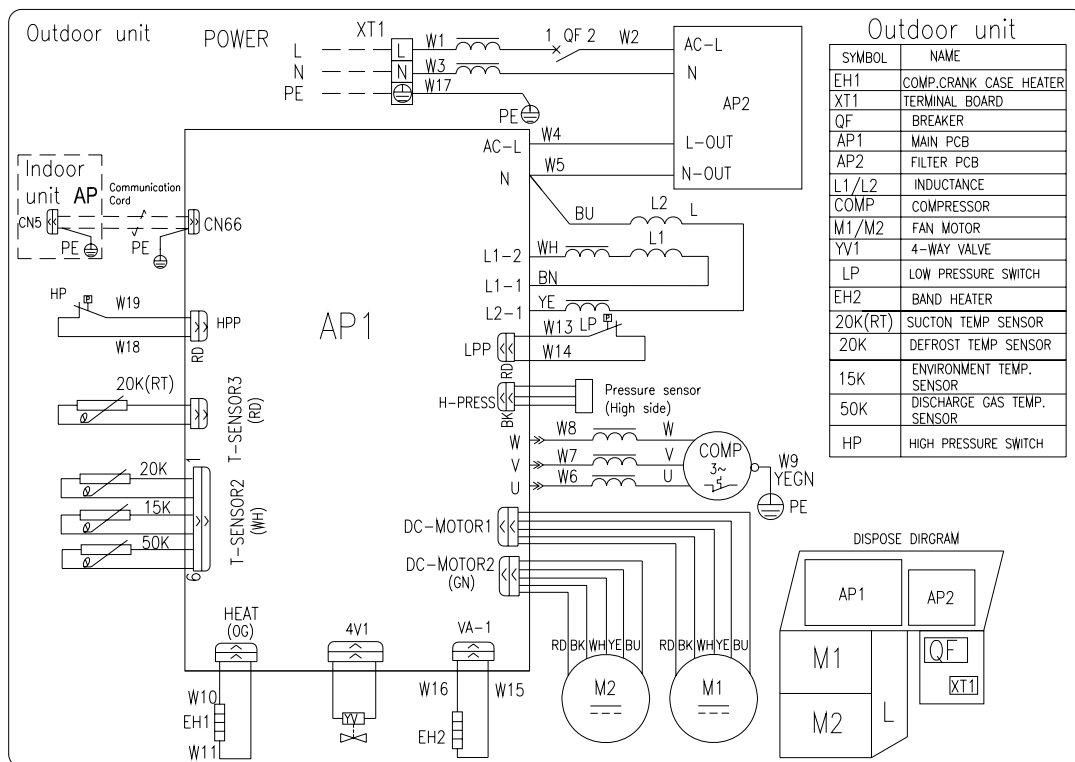 Outdoor unit
POWER
XT1
L
N
PE
L
N
W1
W3
W17
1 QF 2
W2
PE
AC-L
N
AP2
L-OUT
N-OUT
W4
W5
AC-L
N
Indoor
unit AP
Communication
Cord
CN5
CN66
PE
PE
BU
L2
L
WH
L1
BN
YE
L1-2
L1-1
L2-1
AP1
HP
P
W19
W18
HPP
RD
W13
LP
P
W14
LPP
RD
20K(RT)
T-SENSOR3
(RD)
H-PRESS
BK
Pressure sensor
(High side)
20K
15K
50K
1
6
T-SENSOR2
(WH)
W
V
U
W8
W7
W6
W
V
U
COMP
3~
W9
YEGN
PE
DC-MOTOR1
DC-MOTOR2
(GN)
HEAT
(OG)
4V1
VA-1
W10
EH1
W11
YV
W16
W15
EH2
RD BK WH YE BU
RD BK WH YE BU
M2
M1
Outdoor unit
SYMBOL NAME
EH1 COMP.CRANK CASE HEATER
XT1 TERMINAL BOARD
QF BREAKER
AP1 MAIN PCB
AP2 FILTER PCB
L1/L2 INDUCTANCE
COMP COMPRESSOR
M1/M2 FAN MOTOR
YV1 4-WAY VALVE
LP LOW PRESSURE SWITCH
EH2 BAND HEATER
20K(RT) SUCTON TEMP SENSOR
20K DEFROST TEMP SENSOR
15K ENVIRONMENT TEMP.
SENSOR
50K DISCHARGE GAS TEMP.
SENSOR
HP HIGH PRESSURE SWITCH
DISPOSE DIRGRAM
AP1
AP2
M1
M2
L
QF
XT1